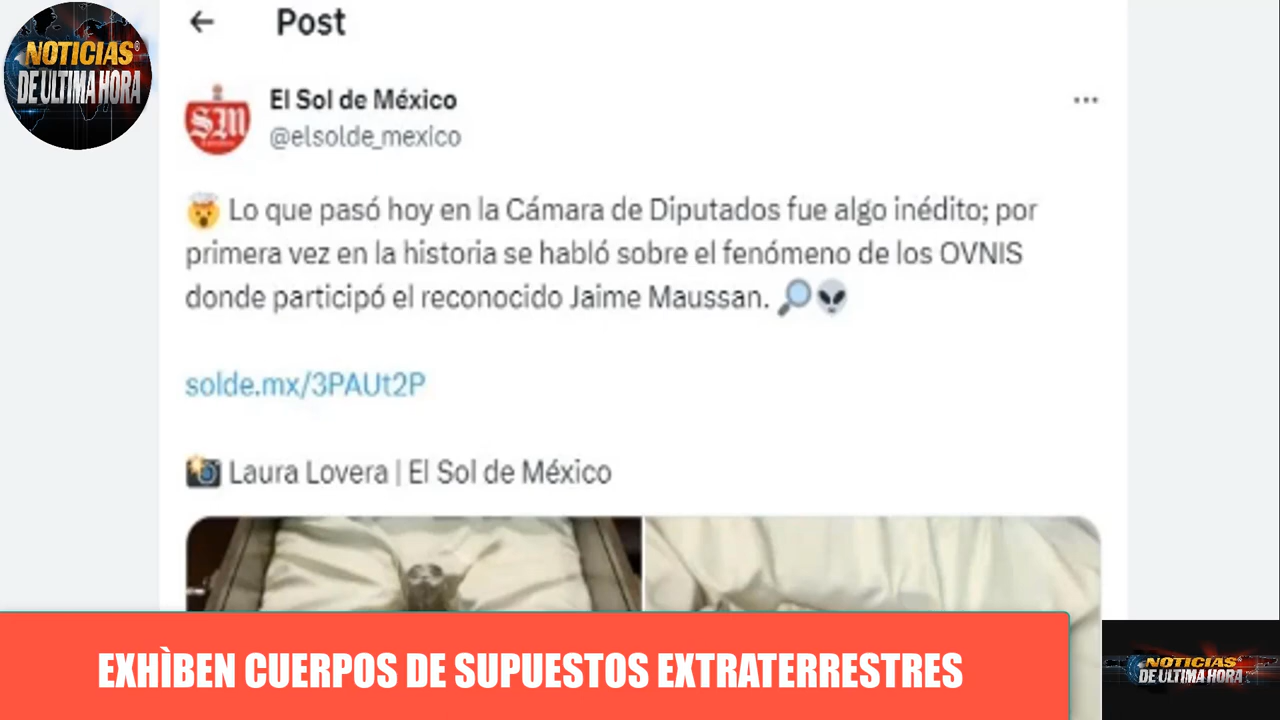 NOTICIAS®
DE ULTIMA HORA
Post
SM
El Sol de México
@elsolde_mexico
Lo que pasó hoy en la Cámara de Diputados fue algo inédito; por
primera vez en la historia se habló sobre el fenómeno de los OVNIS
donde participó el reconocido Jaime Maussan.
solde.mx/3PAUt2P
Laura Lovera | El Sol de México
EXHÌBEN CUERPOS DE SUPUESTOS EXTRATERRESTRES
NOTICIAS
DE ULTIMA HORA